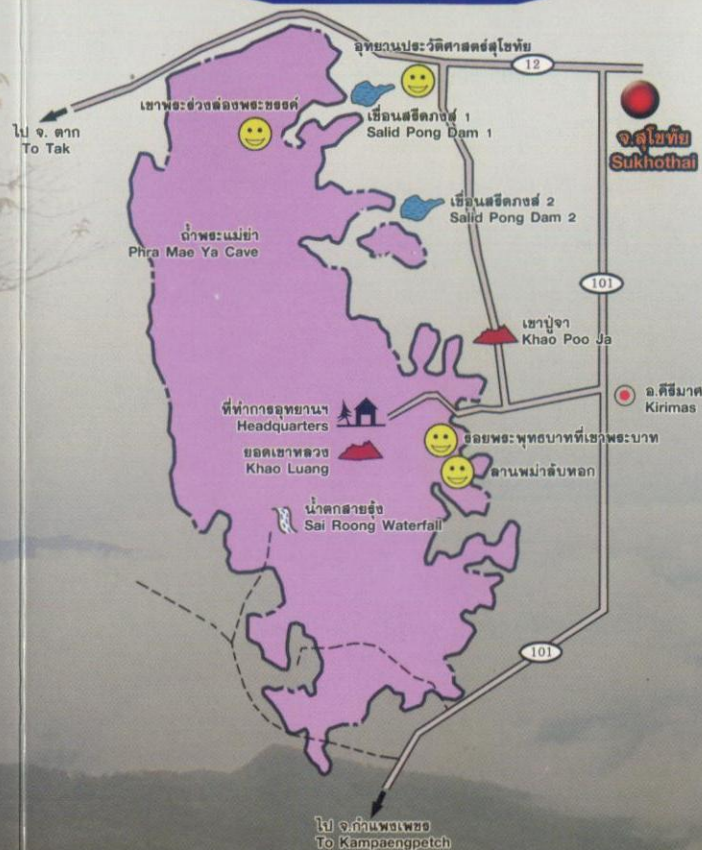 อุทยานประวัติศาสตร์สุโขทัย
12
เขาพระร่วงล่องพระขรรค์
เขื่อนสรีดภงส์ 1
Salid Pong Dam 1
ไป จ. ตาก
To Tak
จ.สุโขทัย
Sukhothai
เขื่อนสรีดภงส์ 2
Salid Pong Dam 2
ถ้ำพระแม่ย่า
Phra Mae Ya Cave
101
เขาปู่จา
Khao Poo Ja
อ.คีรีมาศ
Kirimas
ที่ทำการอุทยานฯ
Headquarters
รอยพระพุทธบาทที่เขาพระบาท
ยอดเขาหลวง
Khao Luang
ลานพม่าลับหอก
น้ำตกสายรุ้ง
Sai Roong Waterfall
101
ไป จ.กำแพงเพชร
To Kampaengpetch